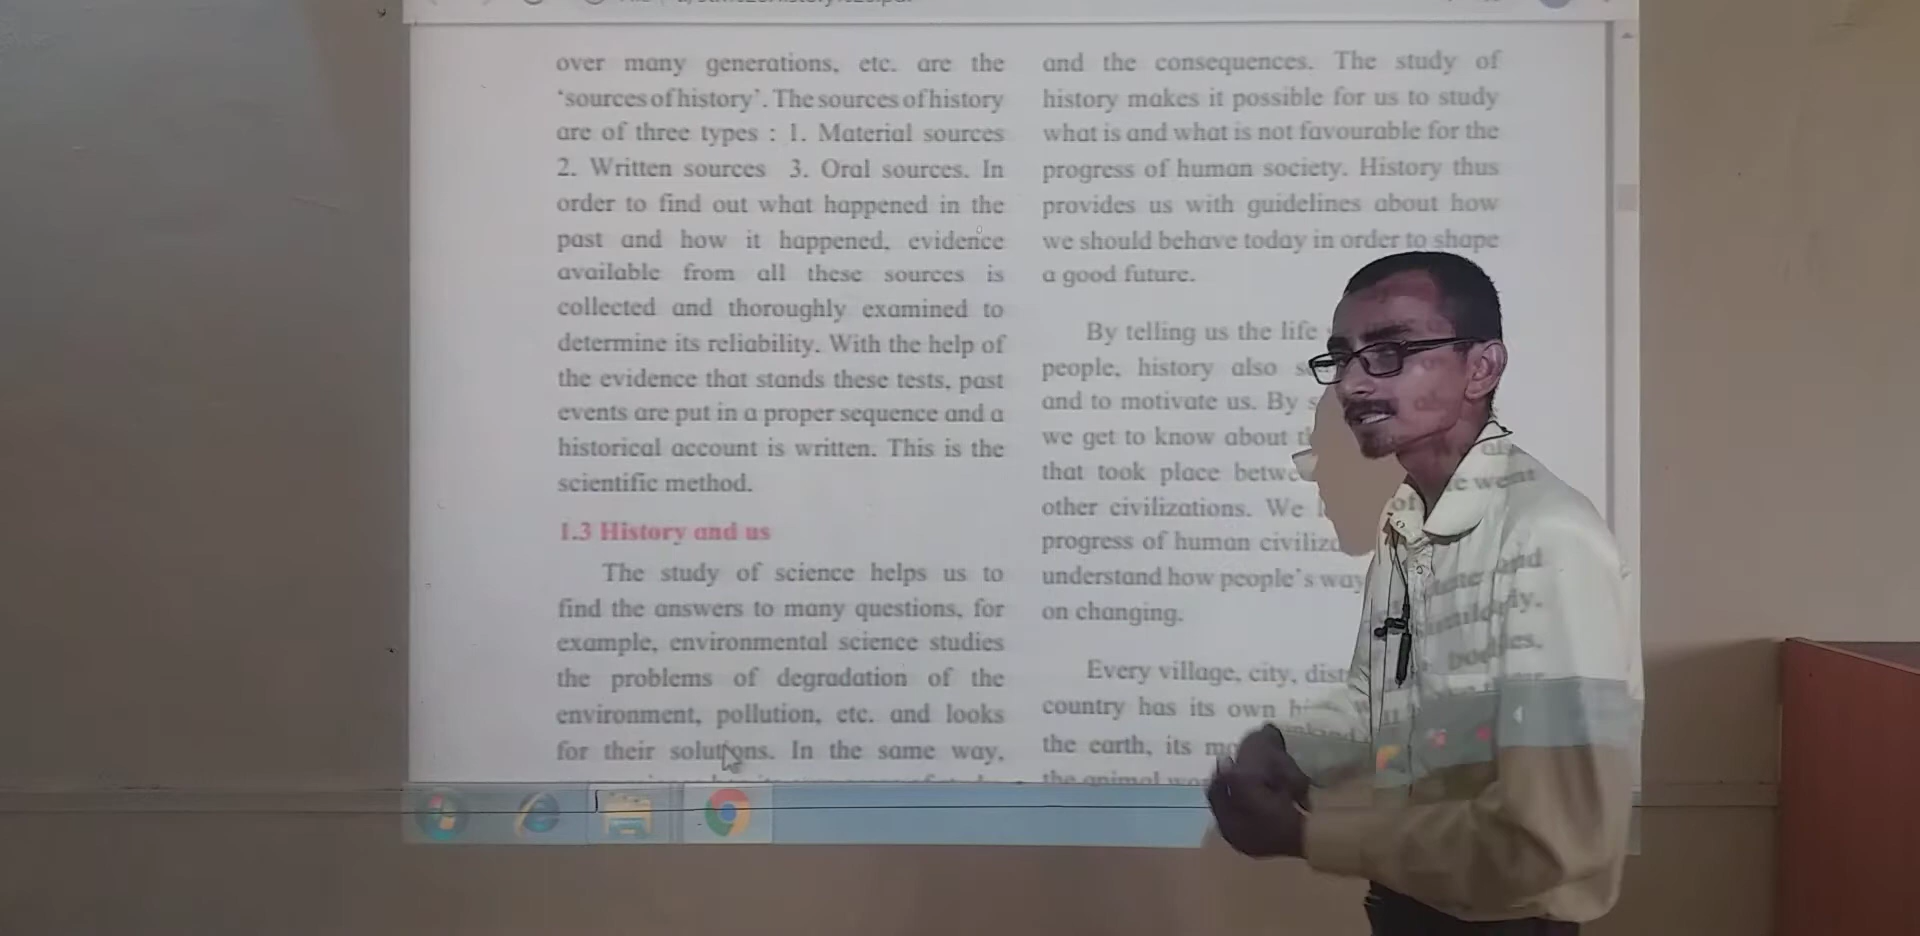 over many generations, etc. are the
‘sources of history’. The sources of history
are of three types : 1. Material sources
2. Written sources 3. Oral sources. In
order to find out what happened in the
past and how it happened, evidence
available from all these sources is
collected and thoroughly examined to
determine its reliability. With the help of
the evidence that stands these tests, past
events are put in a proper sequence and a
historical account is written. This is the
scientific method.
1.3 History and us
The study of science helps us to
find the answers to many questions, for
example, environmental science studies
the problems of degradation of the
environment, pollution, etc. and looks
for their solutions. In the same way,
and the consequences. The study of
history makes it possible for us to study
what is and what is not favourable for the
progress of human society. History thus
provides us with guidelines about how
we should behave today in order to shape
a good future.
By telling us the life
people, history also
and to motivate us. By
we get to know about
that took place
other civilizations. We
of
progress of human
understand how people’s
on changing.
Every village, city,
country has its own
the earth, its
the animal